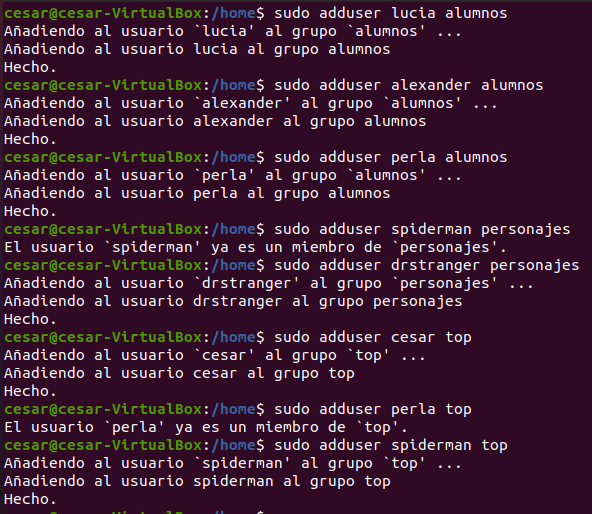 cesar@cesar-VirtualBox:/home$ sudo adduser lucia alumnos
Añadiendo al usuario `lucia' al grupo `alumnos' ...
Añadiendo al usuario lucia al grupo alumnos
Hecho.
cesar@cesar-VirtualBox:/home$ sudo adduser alexander alumnos
Añadiendo al usuario `alexander' al grupo `alumnos' ...
Añadiendo al usuario alexander al grupo alumnos
Hecho.
cesar@cesar-VirtualBox:/home$ sudo adduser perla alumnos
Añadiendo al usuario `perla' al grupo `alumnos' ...
Añadiendo al usuario perla al grupo alumnos
Hecho.
cesar@cesar-VirtualBox:/home$ sudo adduser spiderman personajes
El usuario `spiderman' ya es un miembro de `personajes'.
cesar@cesar-VirtualBox:/home$ sudo adduser drstranger personajes
Añadiendo al usuario `drstranger' al grupo `personajes' ...
Añadiendo al usuario drstranger al grupo personajes
Hecho.
cesar@cesar-VirtualBox:/home$ sudo adduser cesar top
Añadiendo al usuario `cesar' al grupo `top' ...
Añadiendo al usuario cesar al grupo top
Hecho.
cesar@cesar-VirtualBox:/home$ sudo adduser perla top
El usuario `perla' ya es un miembro de `top'.
cesar@cesar-VirtualBox:/home$ sudo adduser spiderman top
Añadiendo al usuario `spiderman' al grupo `top' ...
Añadiendo al usuario spiderman al grupo top
Hecho.